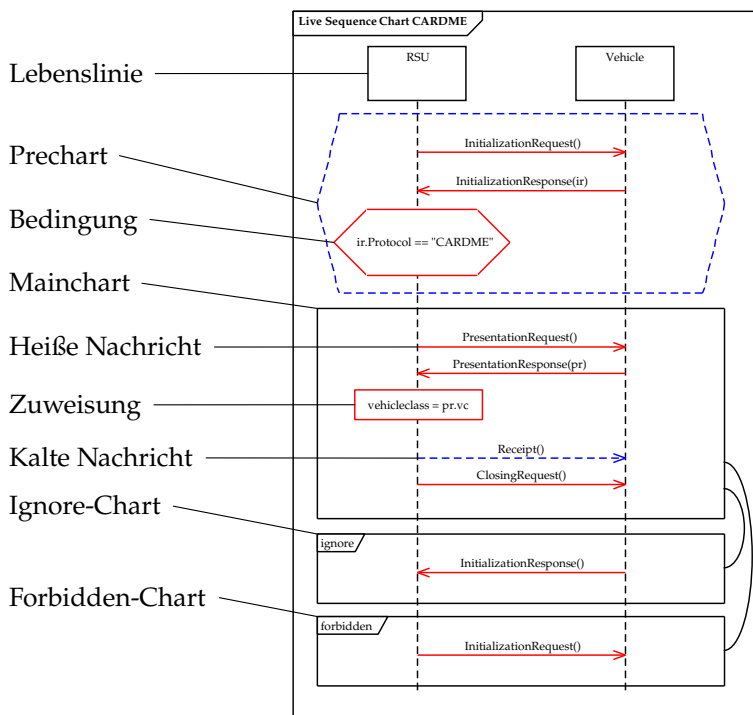 Live Sequence Chart CARDME
RSU
Vehicle
Lebenslinie
InitializationRequest()
Prechart
InitializationResponse(ir)
Bedingung
ir.Protocol == "CARDME"
Mainchart
PresentationRequest()
Heiße Nachricht
PresentationResponse(pr)
Zuweisung
vehicleclass = pr.vc
Receipt()
Kalte Nachricht
ClosingRequest()
Ignore-Chart
ignore
InitializationResponse()
Forbidden-Chart
forbidden
InitializationRequest()